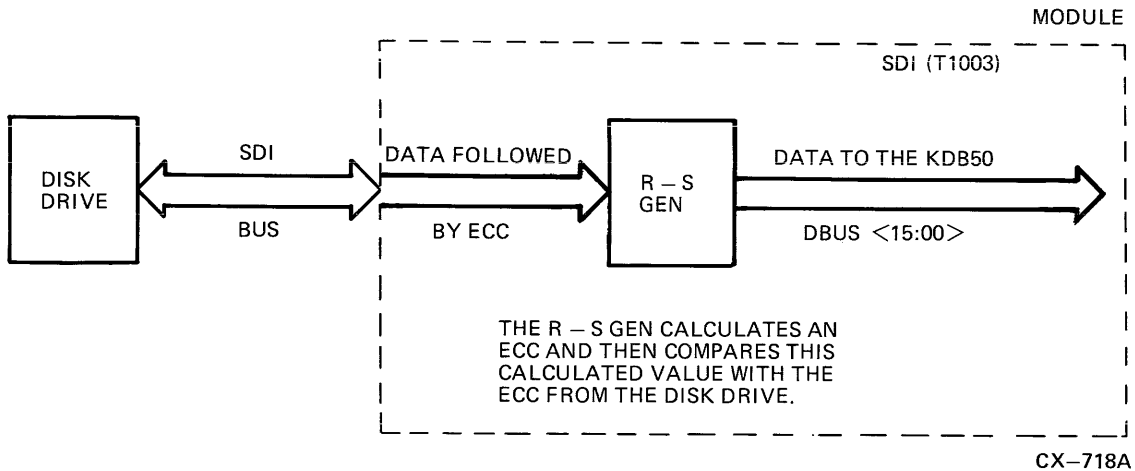 MODULE
SDI (T1003)
DISK
DRIVE
SDI
BUS
DATA FOLLOWED
BY ECC
R – S
GEN
DATA TO THE KDB50
DBUS <15:00>
THE R – S GEN CALCULATES AN
ECC AND THEN COMPARES THIS
CALCULATED VALUE WITH THE
ECC FROM THE DISK DRIVE.
CX–718A